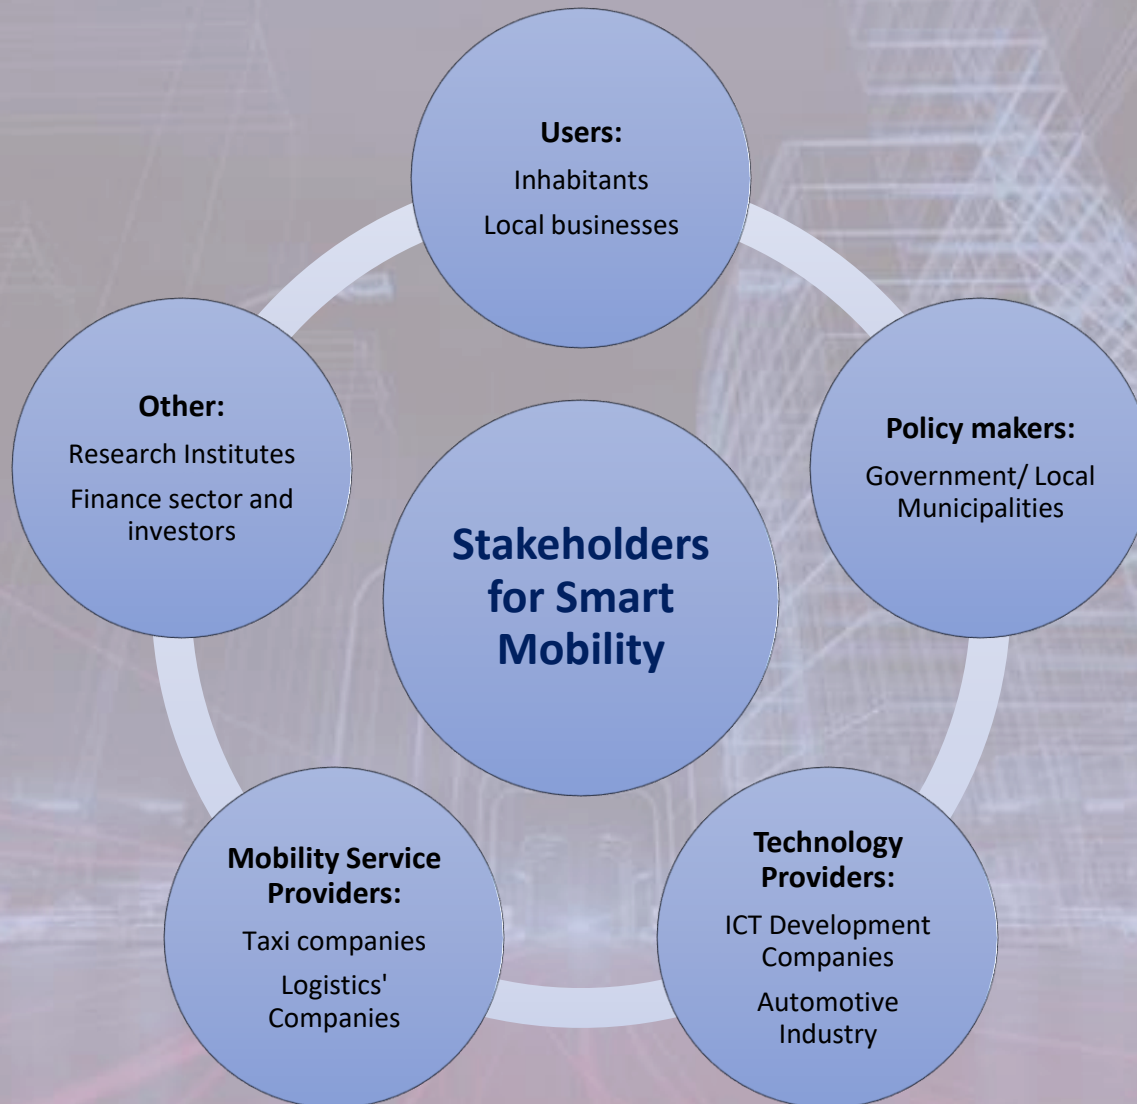 Users:
Inhabitants
Local businesses
Policy makers:
Government/ Local
Municipalities
Technology
Providers:
ICT Development
Companies
Automotive
Industry
Mobility Service
Providers:
Taxi companies
Logistics'
Companies
Other:
Research Institutes
Finance sector and
investors
Stakeholders
for Smart
Mobility